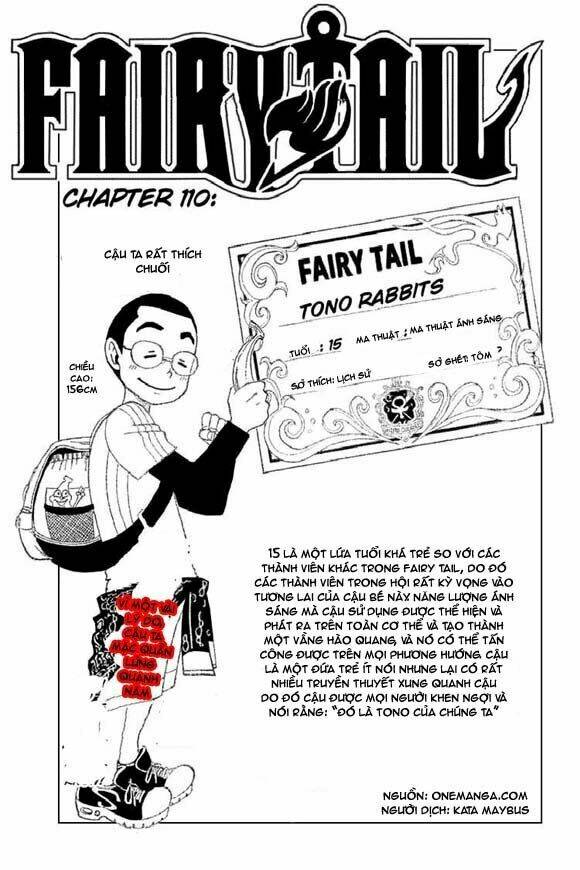 FAIRY TAIL
CHAPTER 110:
CẬU TA RẤT THÍCH
CHUỐI
FAIRY TAIL
TONO RABBITS
TUỔI : 15 MA THUẬT : MA THUẬT ÁNH SÁNG
SỞ THÍCH: LỊCH SỬ SỞ GHÉT: TÔM ?
CHIỀU
CAO:
156CM
VÌ MỘT VÀI
LÝ DO,
CẬU TA
MẶC QUẦN
LỬNG
QUANH
NĂM
15 LÀ MỘT LỨA TUỔI KHÁ TRẺ SO VỚI CÁC
THÀNH VIÊN KHÁC TRONG FAIRY TAIL, DO ĐÓ
CÁC THÀNH VIÊN TRONG HỘI RẤT KỲ VỌNG VÀO
TƯƠNG LAI CỦA CẬU BÉ NÀY NĂNG LƯỢNG ÁNH
SÁNG MÀ CẬU SỬ DỤNG ĐƯỢC THỂ HIỆN VÀ
PHÁT RA TRÊN TOÀN CƠ THỂ VÀ TẠO THÀNH
MỘT VẦNG HÀO QUANG, VÀ NÓ CÓ THỂ TẤN
CÔNG ĐƯỢC TRÊN MỌI PHƯƠNG HƯỚNG CẬU
LÀ MỘT ĐỨA TRẺ ÍT NÓI NHƯNG LẠI CÓ RẤT
NHIỀU TRUYỀN THUYẾT XUNG QUANH CẬU
DO ĐÓ CẬU ĐƯỢC MỌI NGƯỜI KHEN NGỢI VÀ
NÓI RẰNG: "ĐÓ LÀ TONO CỦA CHÚNG TA"
NGUỒN: ONEMANGA.COM
NGƯỜI DỊCH: KATA MAYBUS